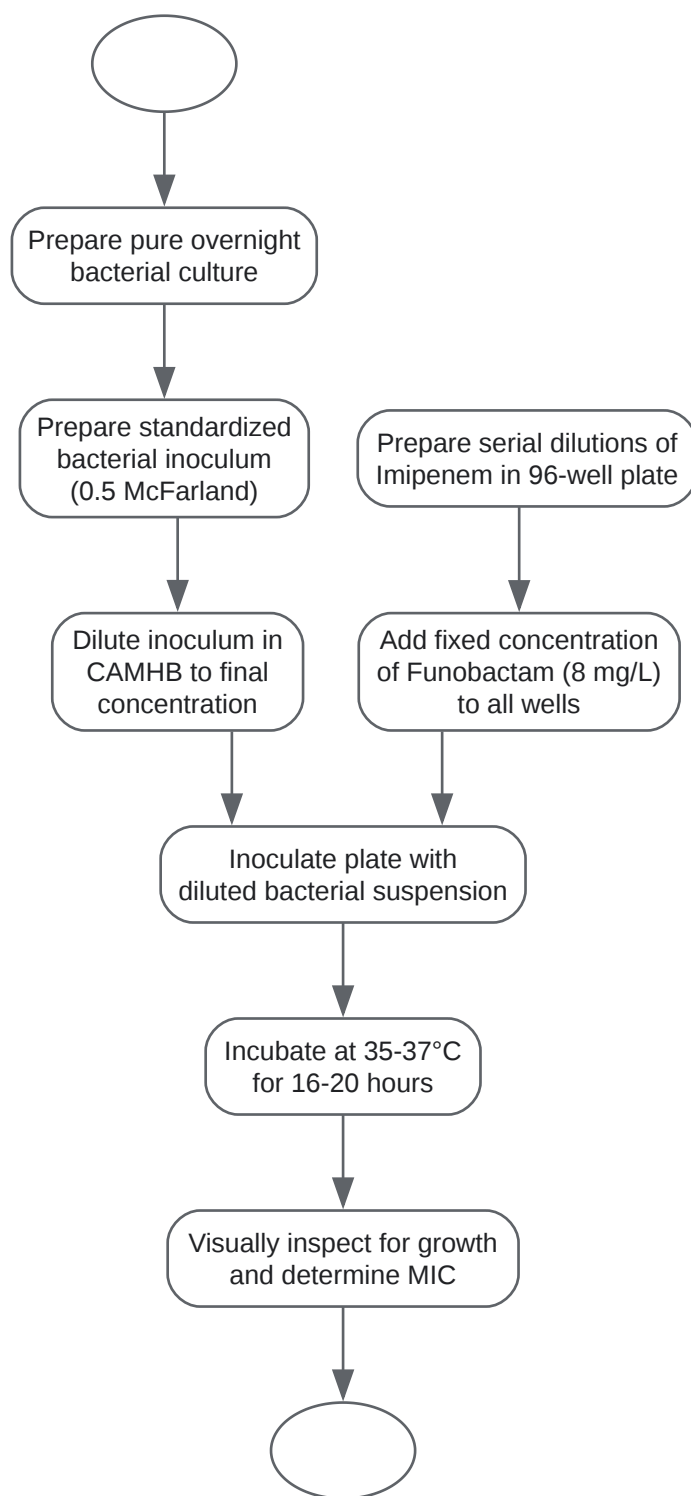 Prepare pure overnight
bacterial culture
Prepare standardized
bacterial inoculum
(0.5 McFarland)
Prepare serial dilutions of
Imipenem in 96-well plate
Dilute inoculum in
CAMHB to final
concentration
Add fixed concentration
of Funobactam (8 mg/L)
to all wells
Inoculate plate with
diluted bacterial suspension
Incubate at 35-37°C
for 16-20 hours
Visually inspect for growth
and determine MIC